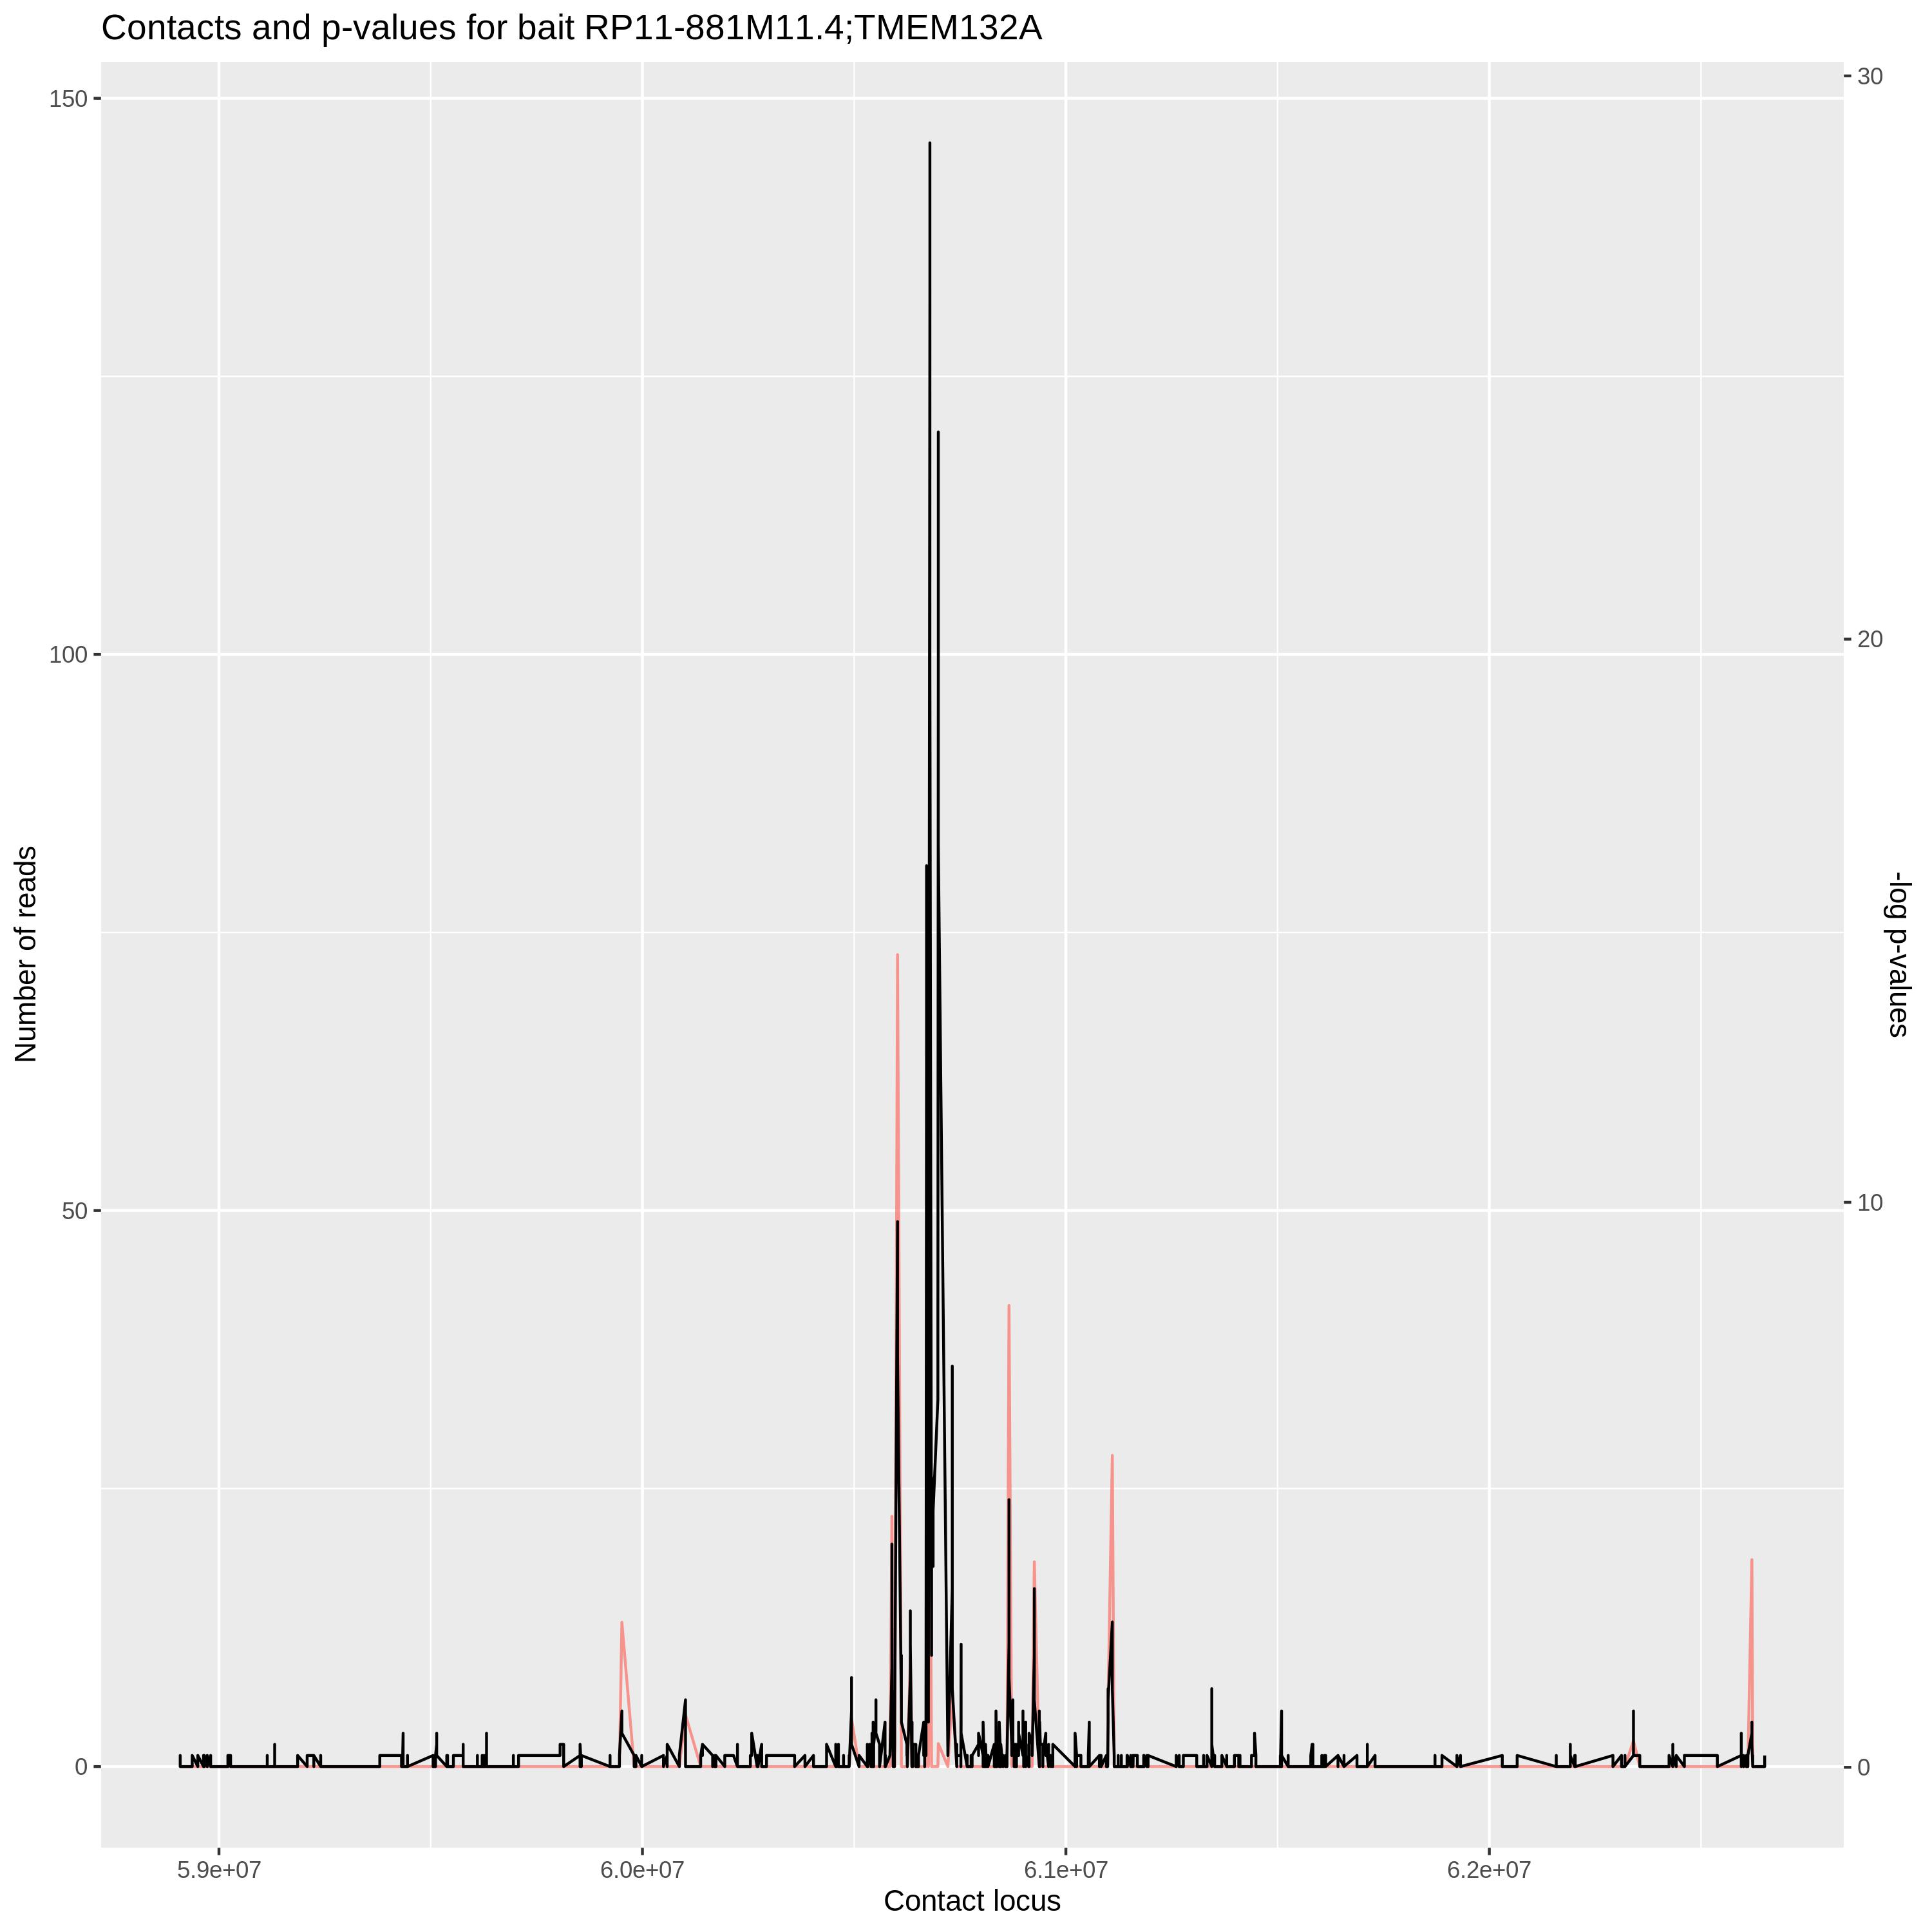 Contacts and p-values for bait RP11-881M11.4;TMEM132A
150
100
50
0
Number of reads
30
20
10
0
-log p-values
5.9e+07 6.0e+07 6.1e+07 6.2e+07
Contact locus